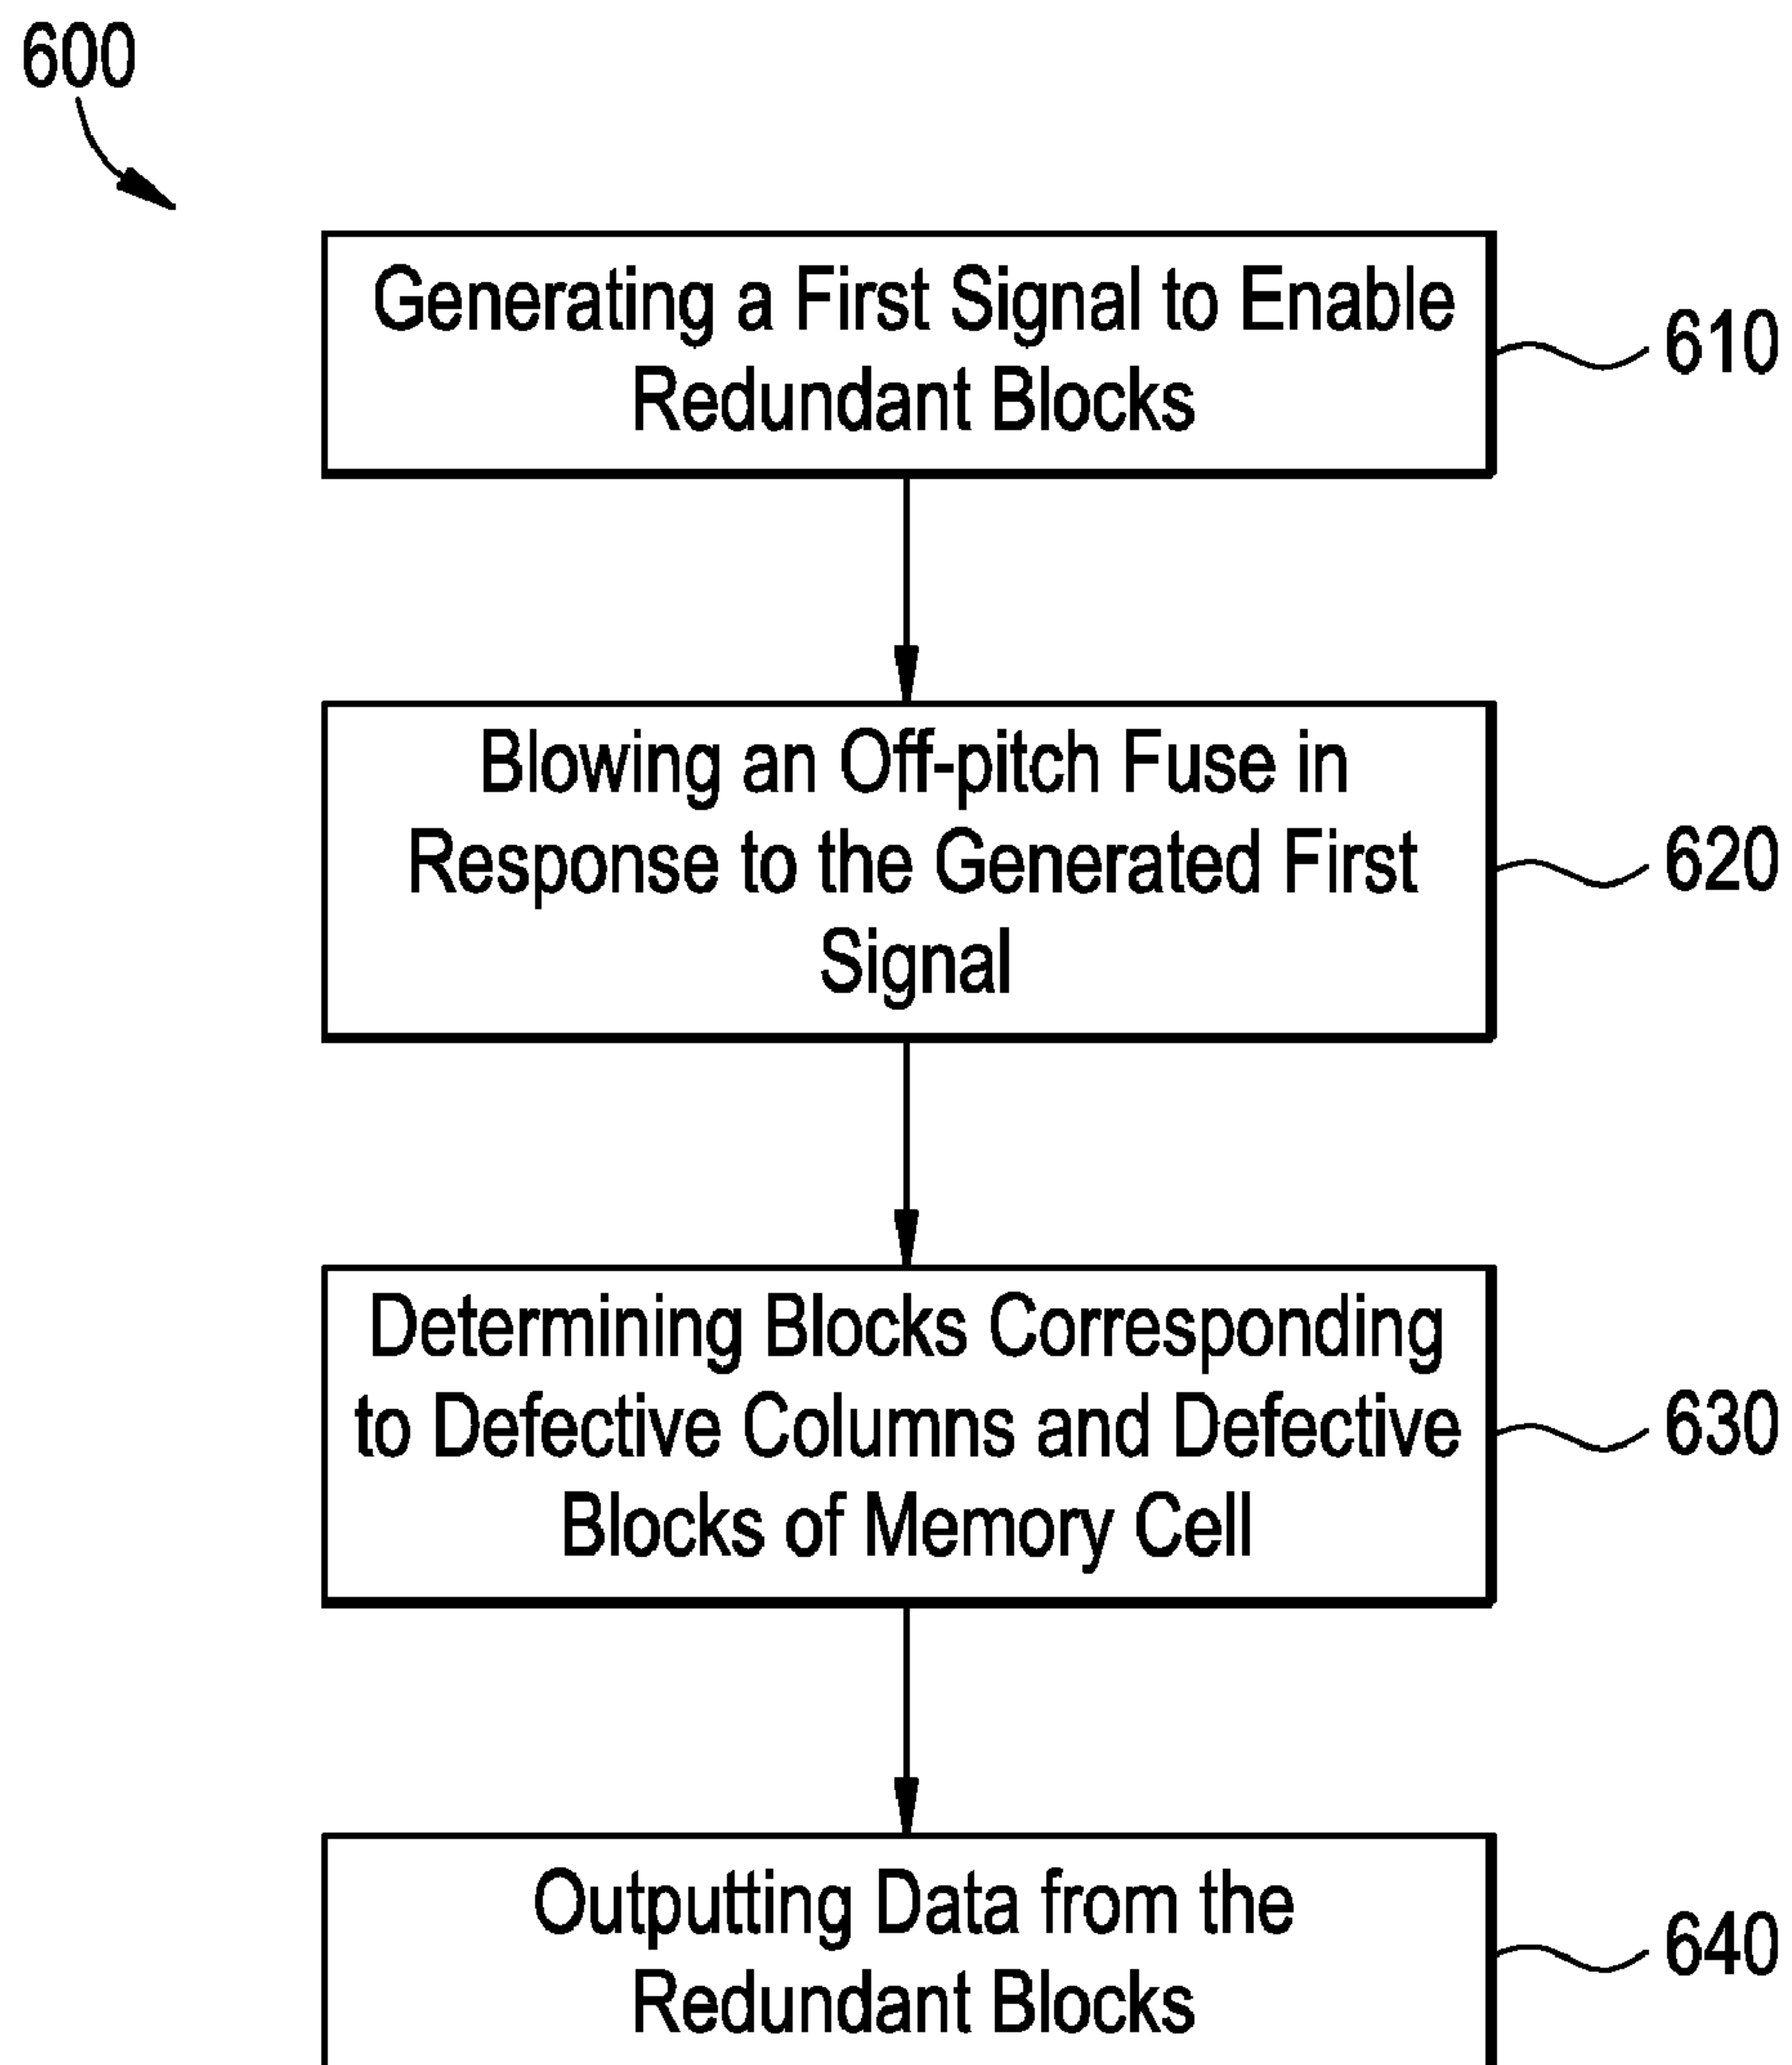 600
Generating a First Signal to Enable
Redundant Blocks
610
Blowing an Off-pitch Fuse in
Response to the Generated First
Signal
620
Determining Blocks Corresponding
to Defective Columns and Defective
Blocks of Memory Cell
630
Outputting Data from the
Redundant Blocks
640